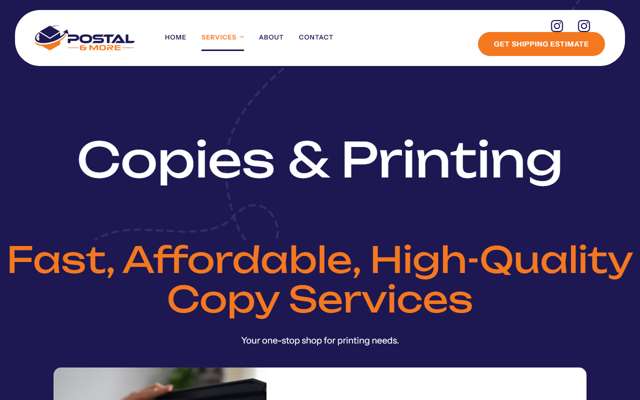 POSTAL
& MORE
HOME
SERVICES
ABOUT
CONTACT
GET SHIPPING ESTIMATE
Copies & Printing
Fast, Affordable, High-Quality
Copy Services
Your one-stop shop for printing needs.